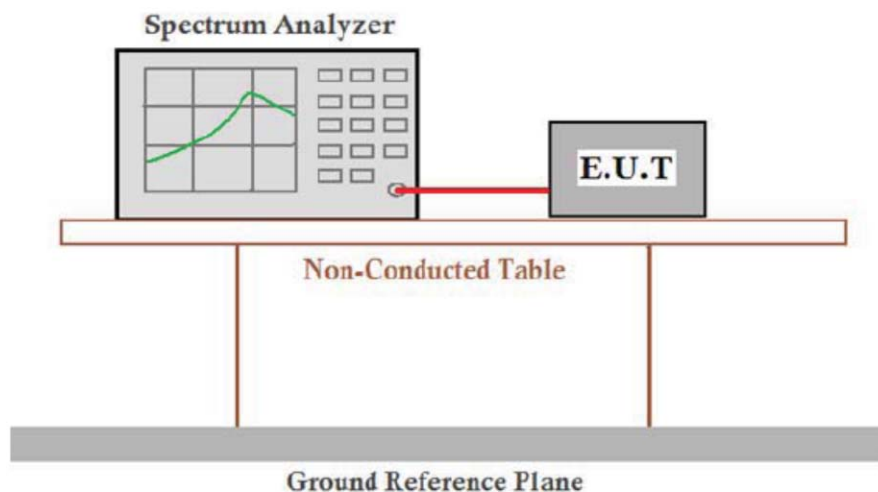 Spectrum Analyzer
E.U.T
Non-Conducted Table
Ground Reference Plane